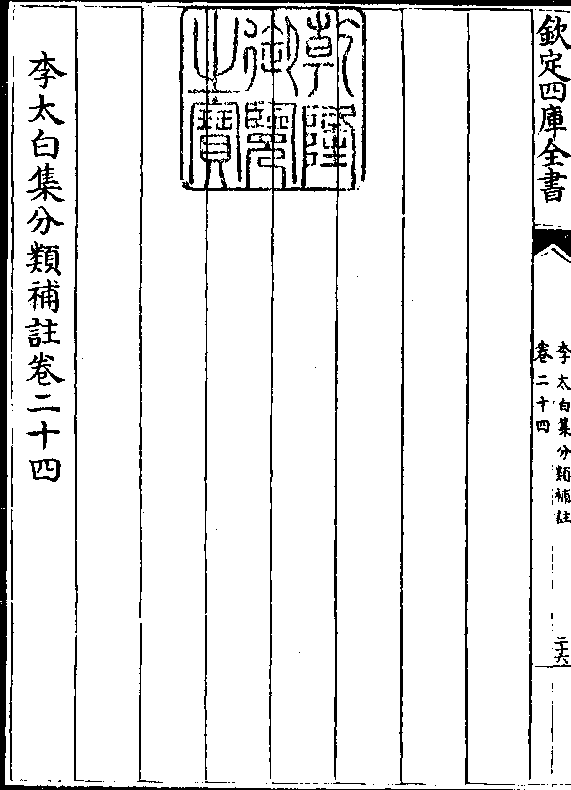 欽定四庫全書
李太白集分類補註
卷二十四
二十六
乾隆
御覽
之寶
李太白集分類補註卷二十四